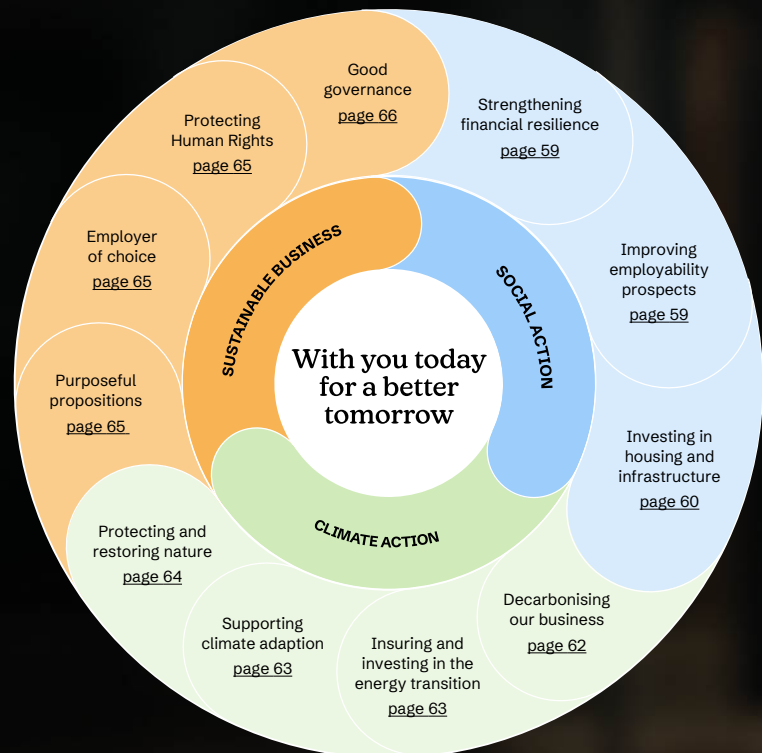 With you today
for a better
tomorrow
SOCIAL ACTION
Strengthening
financial resilience
page 59
Improving
employability
prospects
page 59
Investing in
housing and
infrastructure
page 60
CLIMATE ACTION
Decarbonising
our business
page 62
Insuring and
investing in the
energy transition
page 63
Supporting
climate adaption
page 63
Protecting and
restoring nature
page 64
SUSTAINABLE BUSINESS
Purposeful
propositions
page 65
Employer
of choice
page 65
Protecting
Human Rights
page 65
Good
governance
page 66